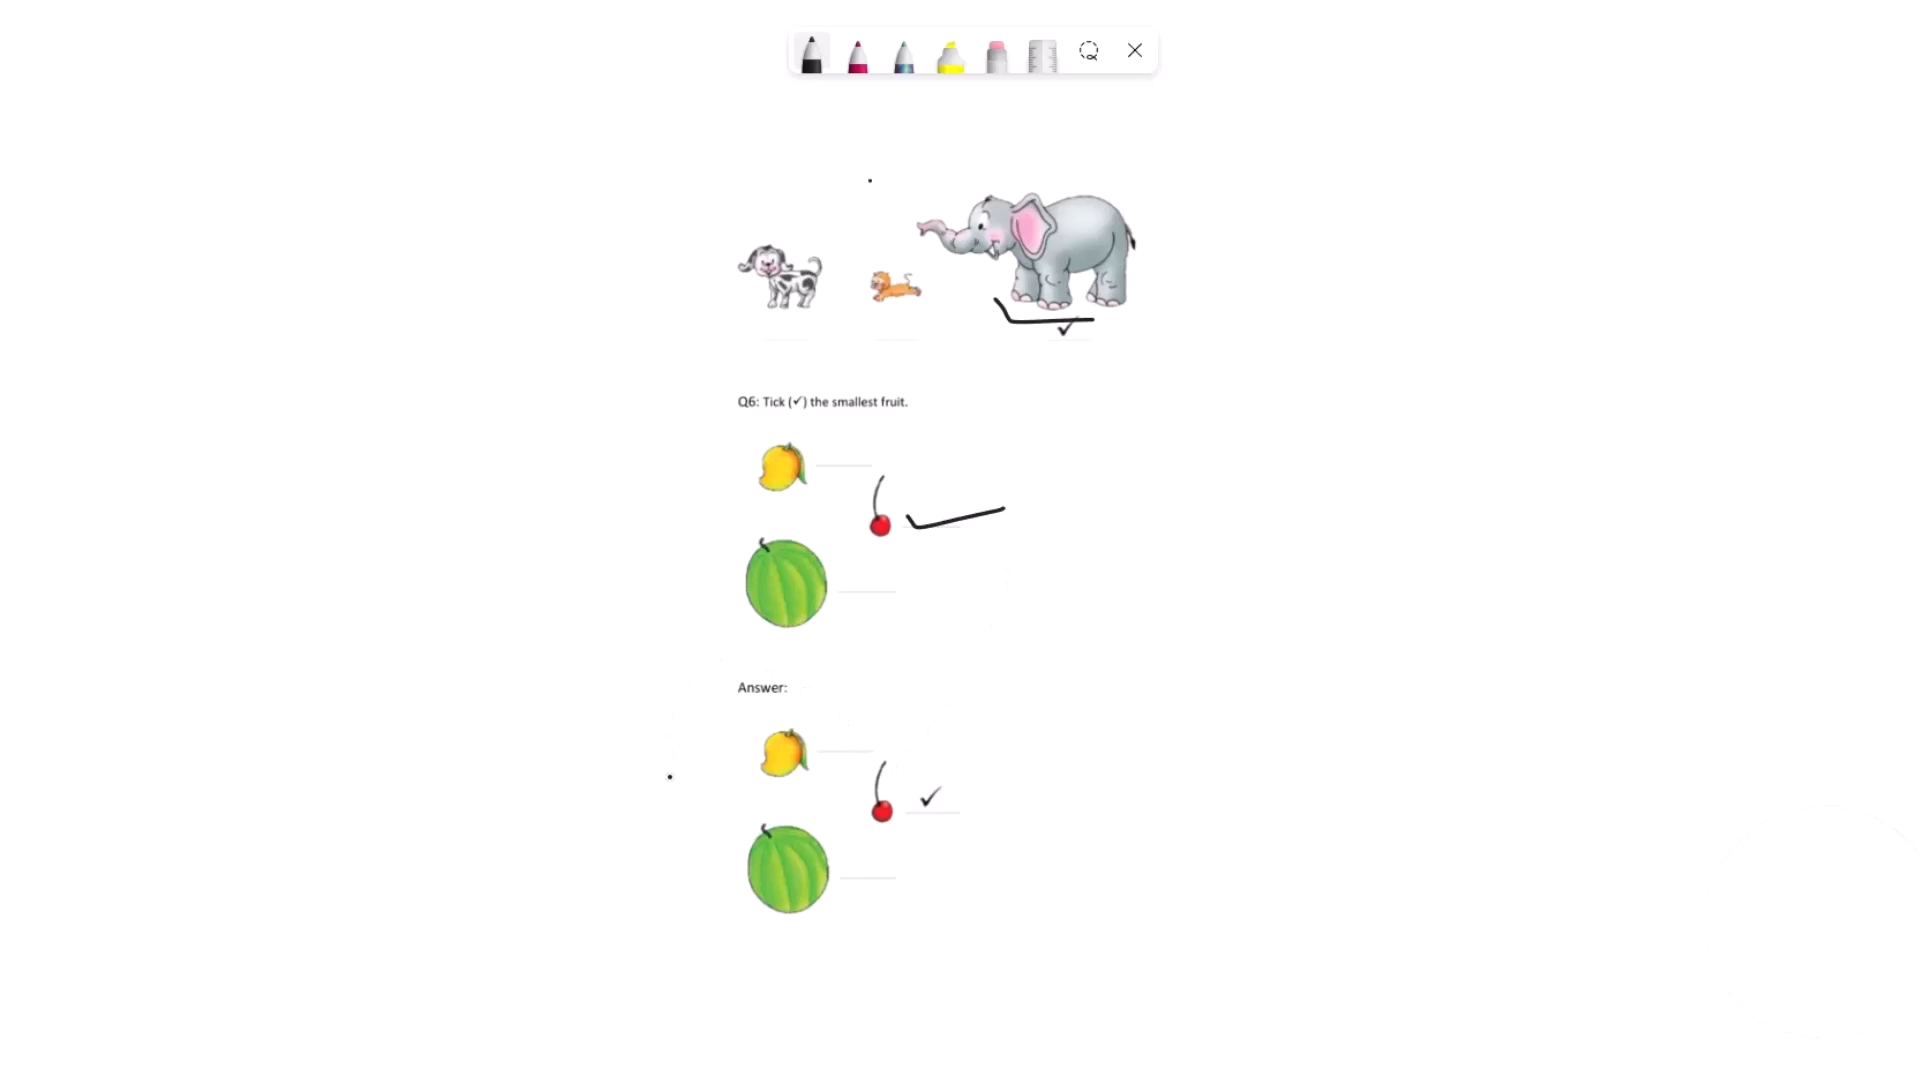 ✓
Q6: Tick (✓) the smallest fruit.
✓
Answer:
✓